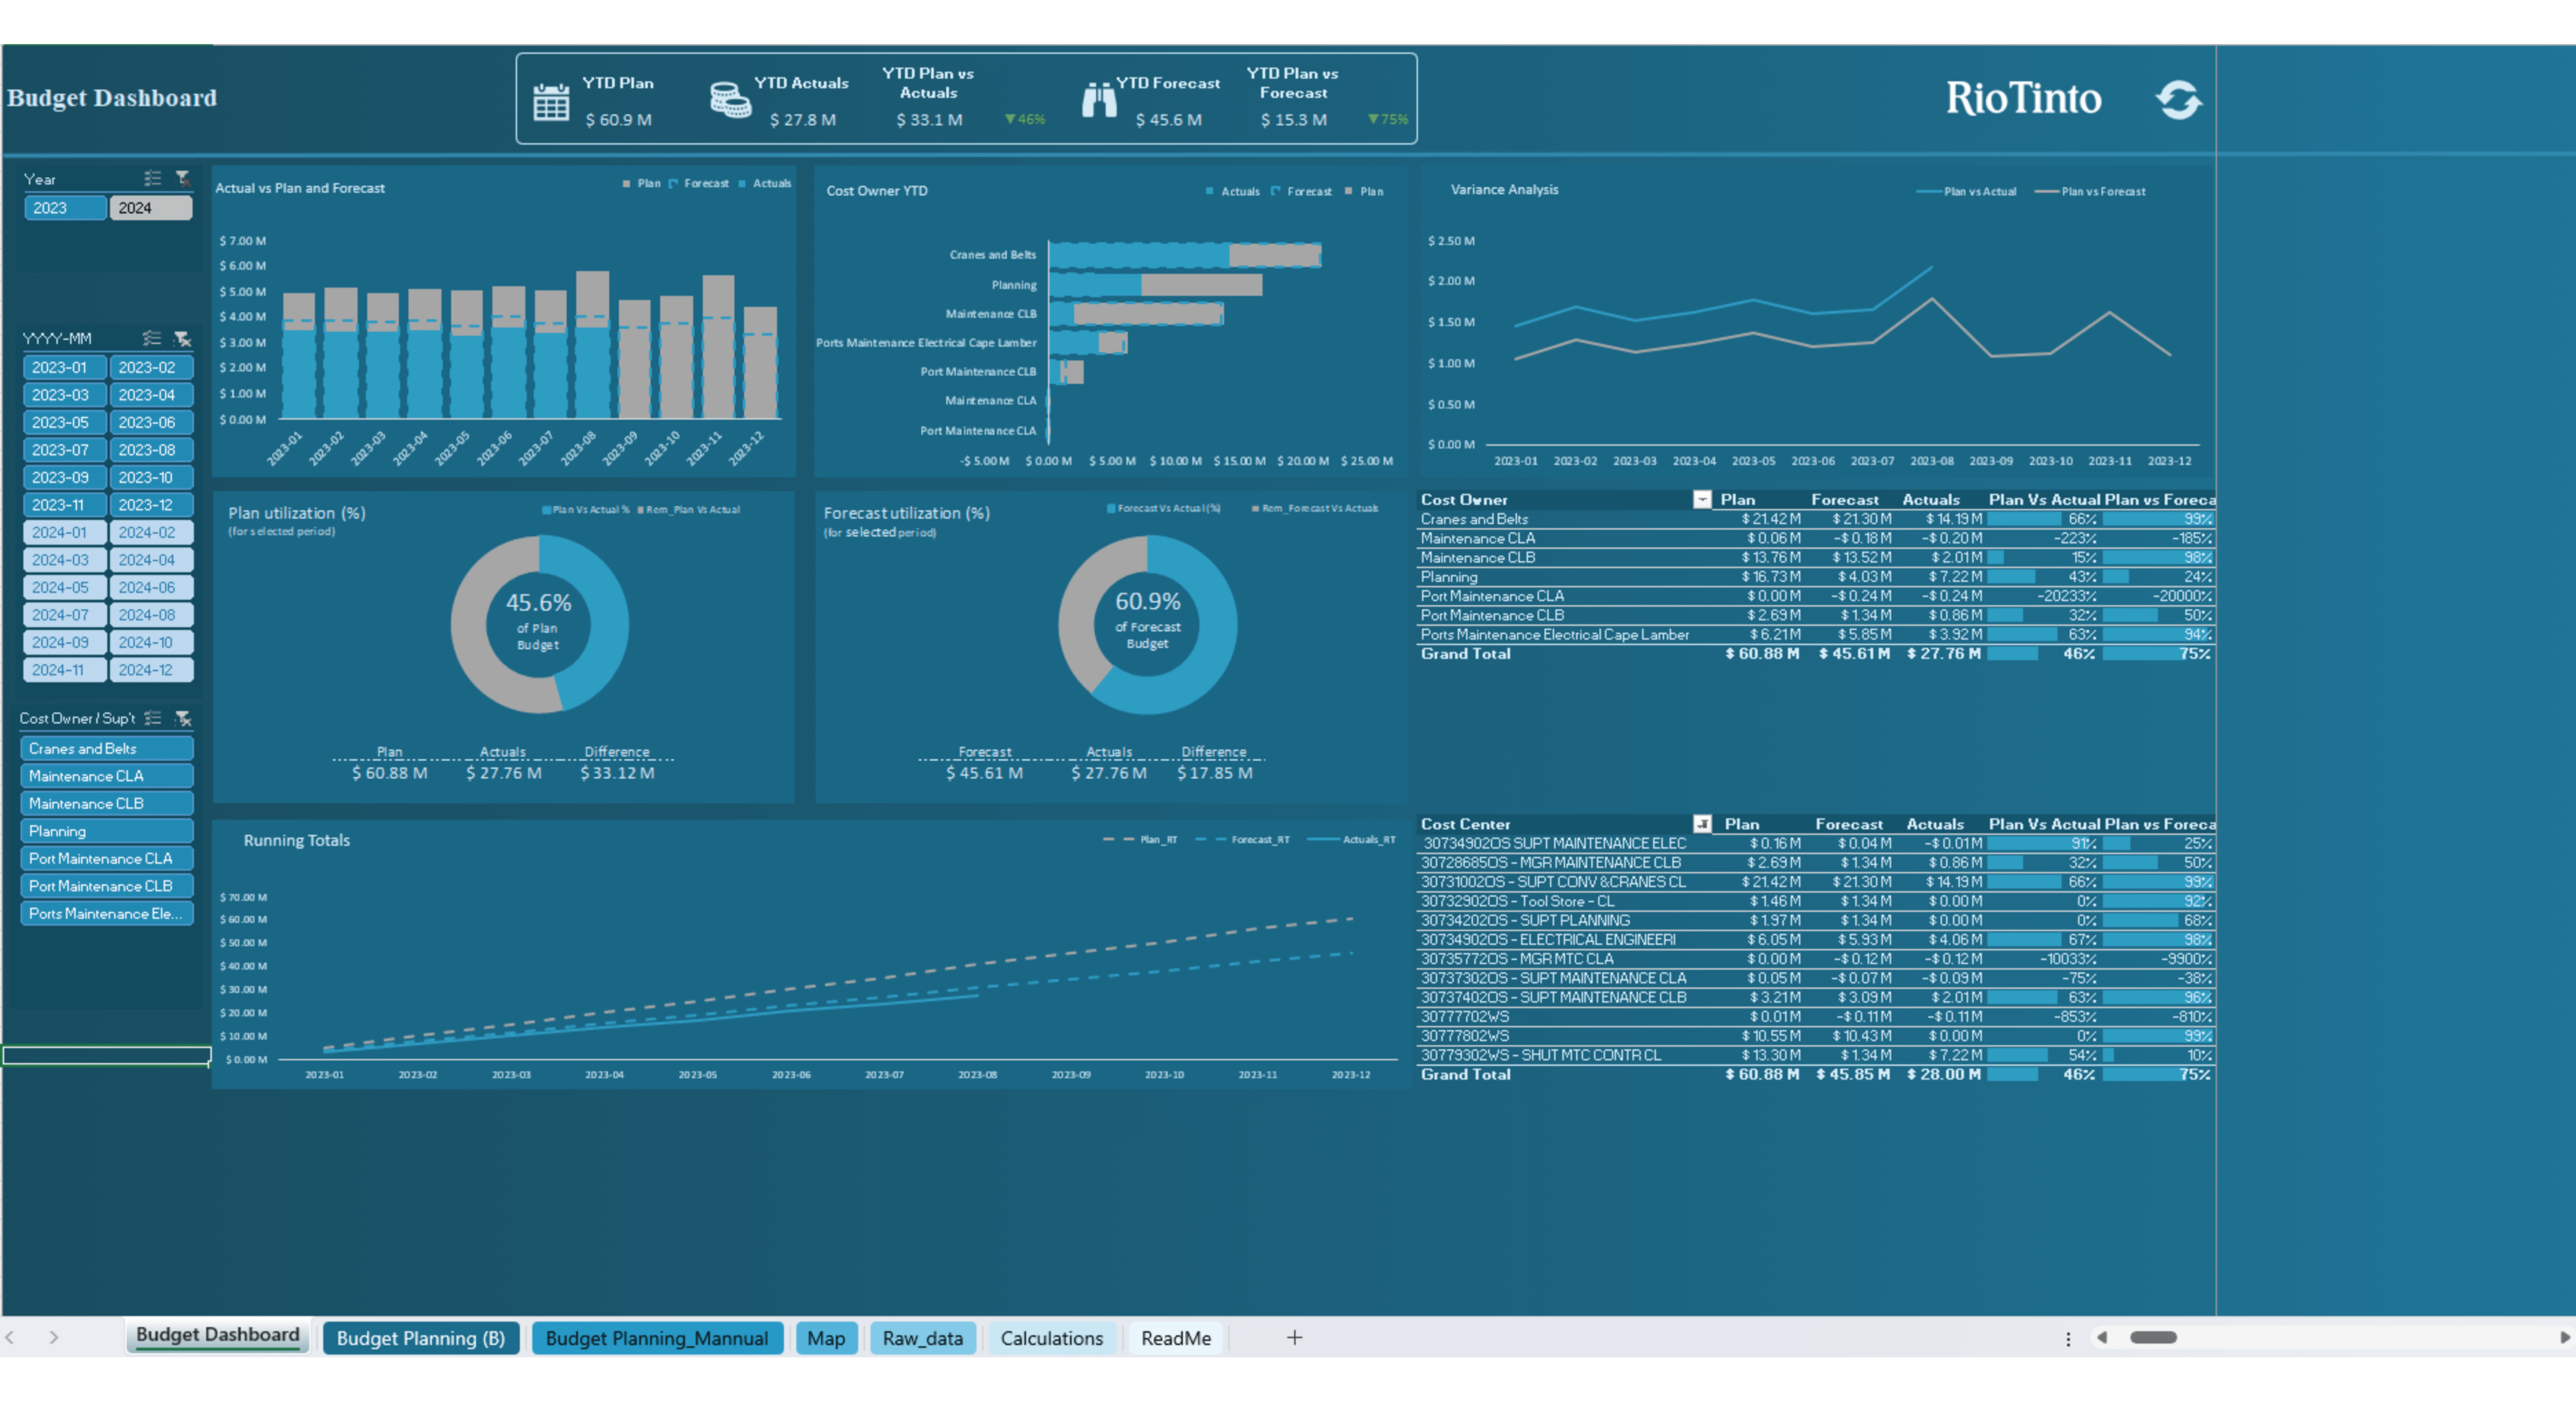 Budget Dashboard
YTD Plan
$ 60.9 M
YTD Actuals
$ 27.8 M
YTD Plan vs
Actuals
$ 33.1 M
▼46%
YTD Forecast
$ 45.6 M
YTD Plan vs
Forecast
$ 15.3 M
▼75%
RioTinto
Year
2023 2024
YYYY-MM
2023-01 2023-02
2023-03 2023-04
2023-05 2023-06
2023-07 2023-08
2023-09 2023-10
2023-11 2023-12
2024-01 2024-02
2024-03 2024-04
2024-05 2024-06
2024-07 2024-08
2024-09 2024-10
2024-11 2024-12
Cost Owner / Sup't
Cranes and Belts
Maintenance CLA
Maintenance CLB
Planning
Port Maintenance CLA
Port Maintenance CLB
Ports Maintenance Ele...
Actual vs Plan and Forecast
Plan Forecast Actuals
$ 7.00 M
$ 6.00 M
$ 5.00 M
$ 4.00 M
$ 3.00 M
$ 2.00 M
$ 1.00 M
$ 0.00 M
2023-01 2023-02 2023-03 2023-04 2023-05 2023-06 2023-07 2023-08 2023-09 2023-10 2023-11 2023-12
Cost Owner YTD
Actuals Forecast Plan
Cranes and Belts
Planning
Maintenance CLB
Ports Maintenance Electrical Cape Lamber
Port Maintenance CLB
Maintenance CLA
Port Maintenance CLA
-$ 5.00 M $ 0.00 M $ 5.00 M $ 10.00 M $ 15.00 M $ 20.00 M $ 25.00 M
Variance Analysis
Plan vs Actual Plan vs Forecast
$ 2.50 M
$ 2.00 M
$ 1.50 M
$ 1.00 M
$ 0.50 M
$ 0.00 M
2023-01 2023-02 2023-03 2023-04 2023-05 2023-06 2023-07 2023-08 2023-09 2023-10 2023-11 2023-12
Plan utilization (%)
(for selected period)
Plan Vs Actual % Rem_Plan Vs Actual
45.6%
of Plan
Budget
Plan Actuals Difference
$ 60.88 M $ 27.76 M $ 33.12 M
Forecast utilization (%)
(for selected period)
Forecast Vs Actual (%) Rem_Forecast Vs Actuals
60.9%
of Forecast
Budget
Forecast Actuals Difference
$ 45.61 M $ 27.76 M $ 17.85 M
Cost Owner Plan Forecast Actuals Plan Vs Actual Plan vs Foreca
Cranes and Belts $ 21.42 M $ 21.30 M $ 14.19 M 66% 99%
Maintenance CLA $ 0.06 M -$ 0.18 M -$ 0.20 M -223% -185%
Maintenance CLB $ 13.76 M $ 13.52 M $ 2.01 M 15% 98%
Planning $ 16.73 M $ 4.03 M $ 7.22 M 43% 24%
Port Maintenance CLA $ 0.00 M -$ 0.24 M -$ 0.24 M -20233% -20000%
Port Maintenance CLB $ 2.69 M $ 1.34 M $ 0.86 M 32% 50%
Ports Maintenance Electrical Cape Lamber $ 6.21 M $ 5.85 M $ 3.92 M 63% 94%
Grand Total $ 60.88 M $ 45.61 M $ 27.76 M 46% 75%
Running Totals
Plan_RT Forecast_RT Actuals_RT
$ 70.00 M
$ 60.00 M
$ 50.00 M
$ 40.00 M
$ 30.00 M
$ 20.00 M
$ 10.00 M
$ 0.00 M
2023-01 2023-02 2023-03 2023-04 2023-05 2023-06 2023-07 2023-08 2023-09 2023-10 2023-11 2023-12
Cost Center Plan Forecast Actuals Plan Vs Actual Plan vs Foreca
30734902OS SUPT MAINTENANCE ELEC $ 0.16 M $ 0.04 M -$ 0.01 M 91% 25%
30728685OS - MGR MAINTENANCE CLB $ 2.69 M $ 1.34 M $ 0.86 M 32% 50%
30731002OS - SUPT CONV &CRANES CL $ 21.42 M $ 21.30 M $ 14.19 M 66% 99%
30732902OS - Tool Store - CL $ 1.46 M $ 1.34 M $ 0.00 M 0% 92%
30734202OS - SUPT PLANNING $ 1.97 M $ 1.34 M $ 0.00 M 0% 68%
30734902OS - ELECTRICAL ENGINEERI $ 6.05 M $ 5.93 M $ 4.06 M 67% 98%
30735772OS - MGR MTC CLA $ 0.00 M -$ 0.12 M -$ 0.12 M -10033% -9900%
30737302OS - SUPT MAINTENANCE CLA $ 0.05 M -$ 0.07 M -$ 0.09 M -75% -38%
30737402OS - SUPT MAINTENANCE CLB $ 3.21 M $ 3.09 M $ 2.01 M 63% 96%
30777702WS $ 0.01 M -$ 0.11 M -$ 0.11 M -853% -810%
30777802WS $ 10.55 M $ 10.43 M $ 0.00 M 0% 99%
30779302WS - SHUT MTC CONTR CL $ 13.30 M $ 1.34 M $ 7.22 M 54% 10%
Grand Total $ 60.88 M $ 45.85 M $ 28.00 M 46% 75%
Budget Dashboard Budget Planning (B) Budget Planning_Mannual Map Raw_data Calculations ReadMe